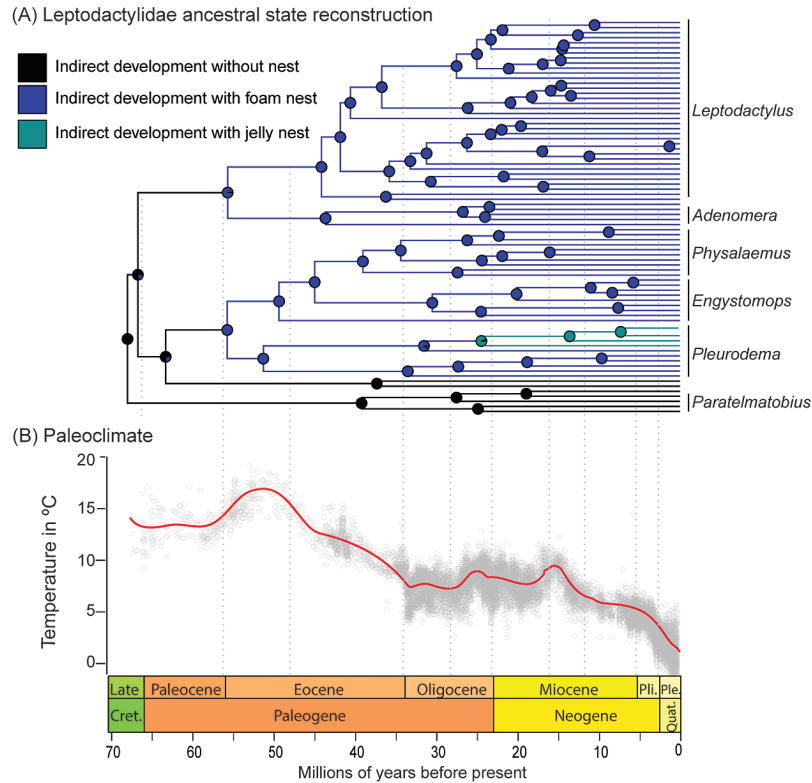 (A) Leptodactylidae ancestral state reconstruction
Indirect development without nest
Indirect development with foam nest
Indirect development with jelly nest
Leptodactylus
Adenomera
Physalaemus
Engystomops
Pleurodema
Paratelmatobius
(B) Paleoclimate
Temperature in ºC
20
15
10
5
0
Late Paleocene Eocene Oligocene Miocene Pli. Ple.
Cret. Paleogene Neogene Quat.
70 60 50 40 30 20 10 0
Millions of years before present